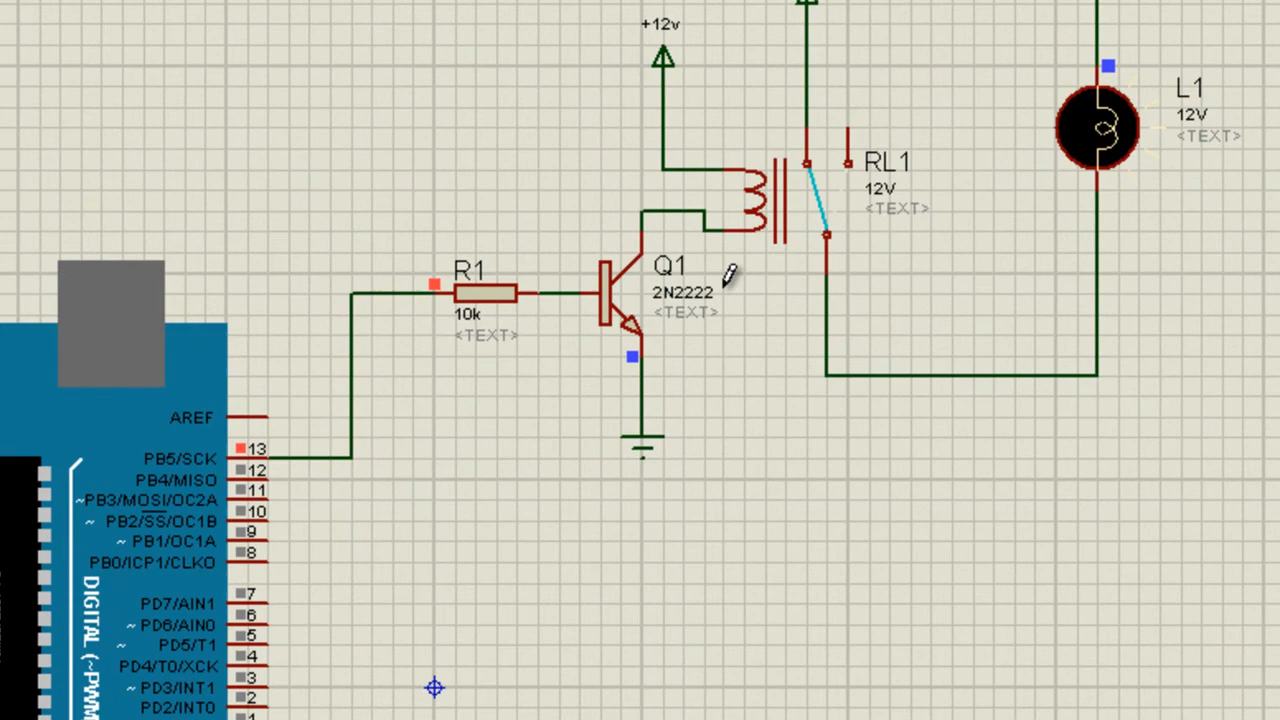 +12v
L1
12V
<TEXT>
RL1
12V
<TEXT>
R1
10k
<TEXT>
Q1
2N2222
<TEXT>
AREF
PB5/SCK 13
PB4/MISO 12
~PB3/MOSI/OC2A 11
~ PB2/SS/OC1B 10
~ PB1/OC1A 9
PB0/ICP1/CLKO 8
PD7/AIN1 7
~ PD6/AIN0 6
~ PD5/T1 5
PD4/T0/XCK 4
~ PD3/INT1 3
PD2/INT0 2
1
DIGITAL (~PWM